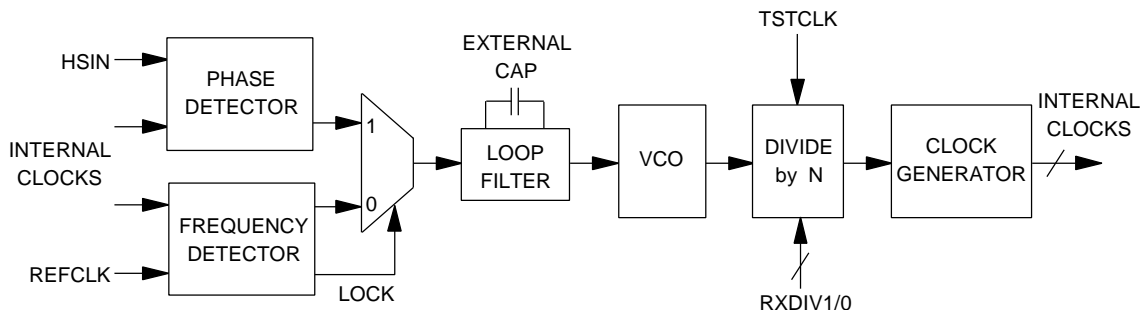 TSTCLK
EXTERNAL
CAP
HSIN
PHASE
DETECTOR
1
INTERNAL
CLOCKS
LOOP
FILTER
VCO
DIVIDE
by N
CLOCK
GENERATOR
INTERNAL
CLOCKS
0
FREQUENCY
DETECTOR
REFCLK
LOCK
RXDIV1/0